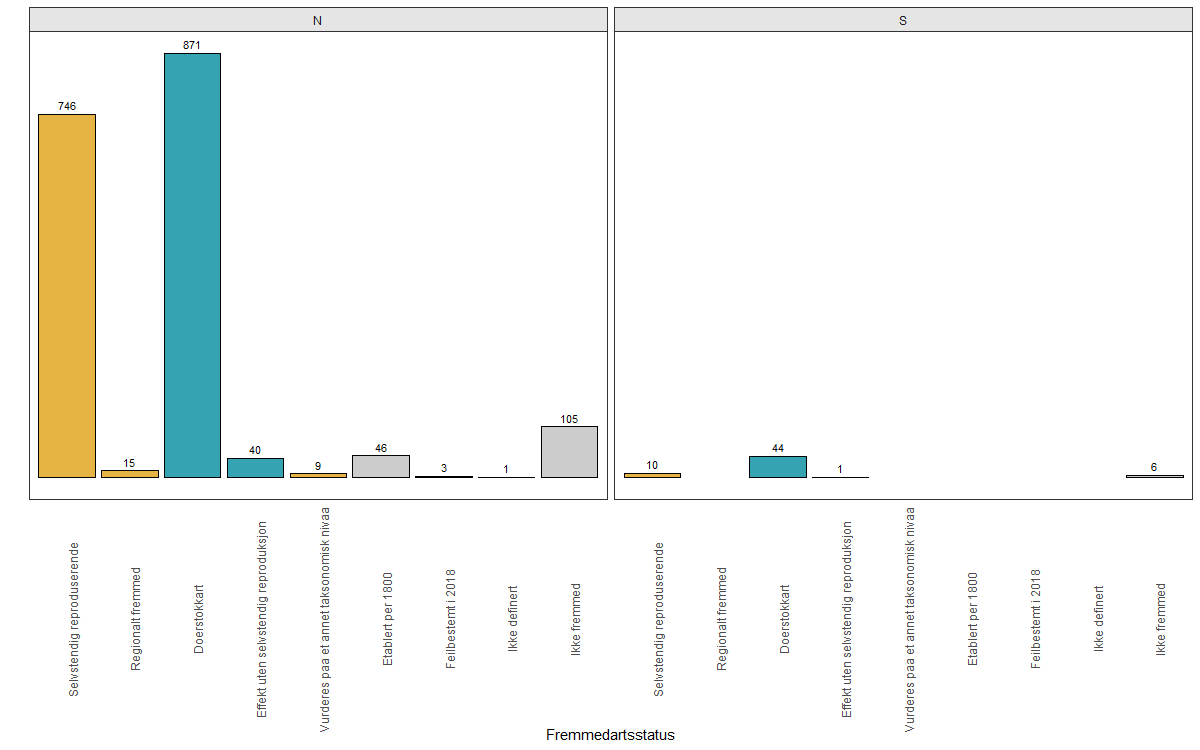 N
S
871
746
105
46
40
15
9
3
1
44
10
1
6
Selvstendig reproduserende
Regionalt fremmed
Doerstokkart
Effekt uten selvstendig reproduksjon
Vurderes paa et annet taksonomisk nivaa
Etablert per 1800
Feilbestemt i 2018
Ikke definert
Ikke fremmed
Selvstendig reproduserende
Regionalt fremmed
Doerstokkart
Effekt uten selvstendig reproduksjon
Vurderes paa et annet taksonomisk nivaa
Etablert per 1800
Feilbestemt i 2018
Ikke definert
Ikke fremmed
Fremmedartsstatus